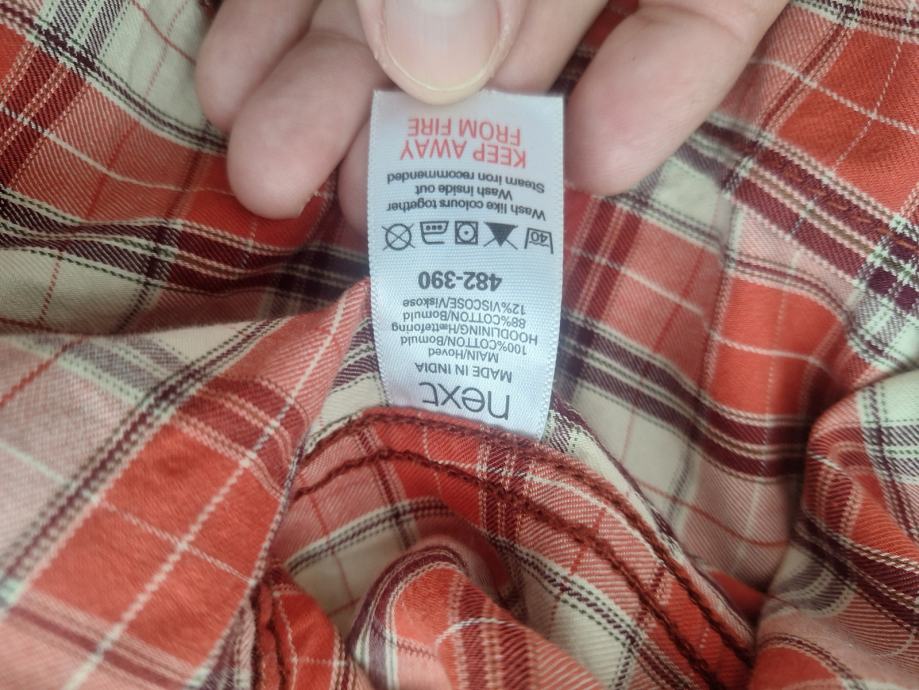 next
MADE IN INDIA
MAIN/Hoved
100%COTTON/Bomuld
HOODLINING/Hætteforing
88%COTTON/Bomuld
12%VISCOSE/Viskose
482-390
40
Wash like colours together
Wash inside out
Steam iron recommended
KEEP AWAY
FROM FIRE